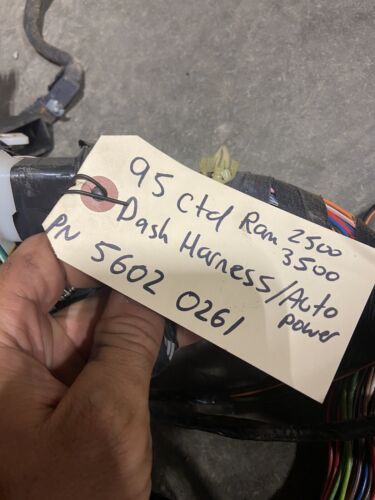 95 Ctd Ram 2500
3500
Dash Harness/Auto
power
PN 5602 0261